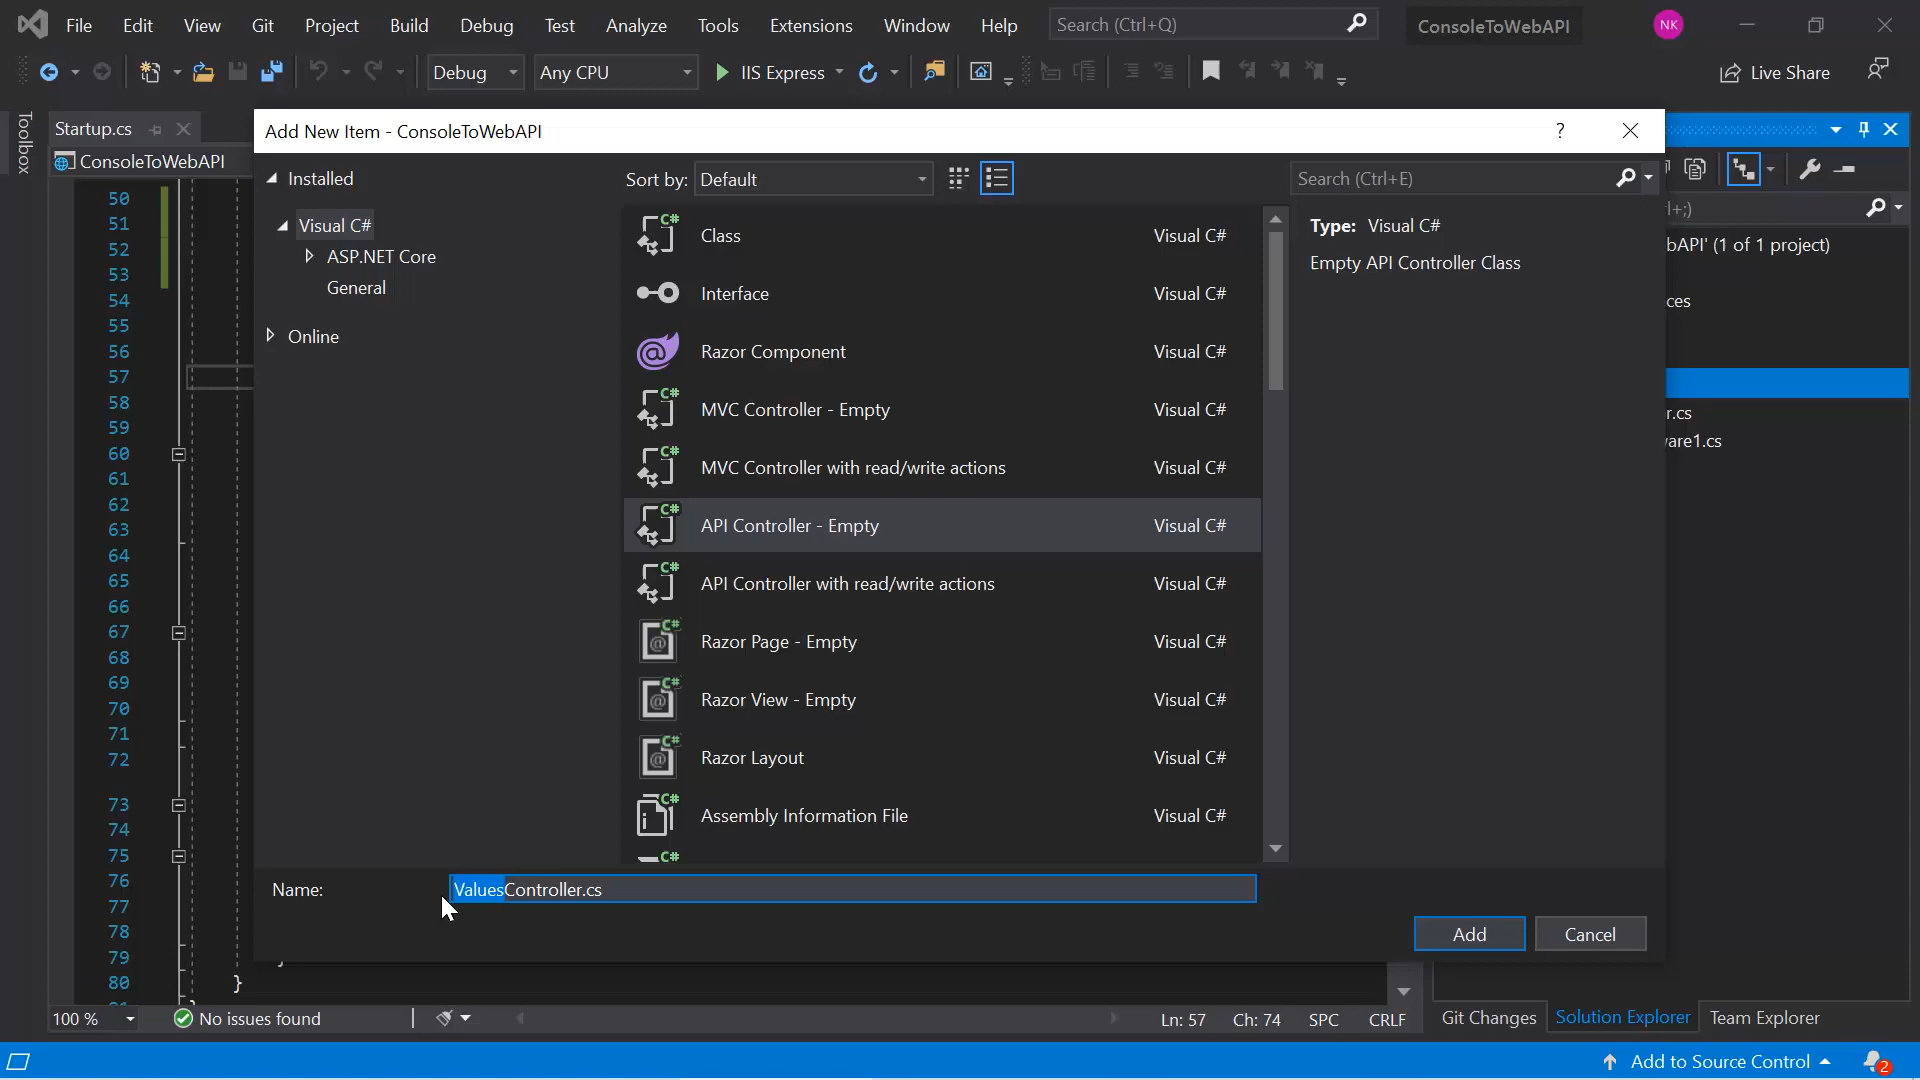 File Edit View Git Project Build Debug Test Analyze Tools Extensions Window Help Search (Ctrl+Q) ConsoleToWebAPI NK
Debug Any CPU IIS Express Live Share
Toolbox
Startup.cs
ConsoleToWebAPI
Add New Item - ConsoleToWebAPI ?
Installed
Visual C#
ASP.NET Core
General
Online
Sort by: Default
Search (Ctrl+E)
Class Visual C#
Interface Visual C#
Razor Component Visual C#
MVC Controller - Empty Visual C#
MVC Controller with read/write actions Visual C#
API Controller - Empty Visual C#
API Controller with read/write actions Visual C#
Razor Page - Empty Visual C#
Razor View - Empty Visual C#
Razor Layout Visual C#
Assembly Information File Visual C#
Type: Visual C#
Empty API Controller Class
Name: ValuesController.cs
Add Cancel
l+;)
bAPI' (1 of 1 project)
ces
r.cs
vare1.cs
50
51
52
53
54
55
56
57
58
59
60
61
62
63
64
65
66
67
68
69
70
71
72
73
74
75
76
77
78
79
80 }
100 % No issues found Ln: 57 Ch: 74 SPC CRLF
Git Changes Solution Explorer Team Explorer
Add to Source Control 2